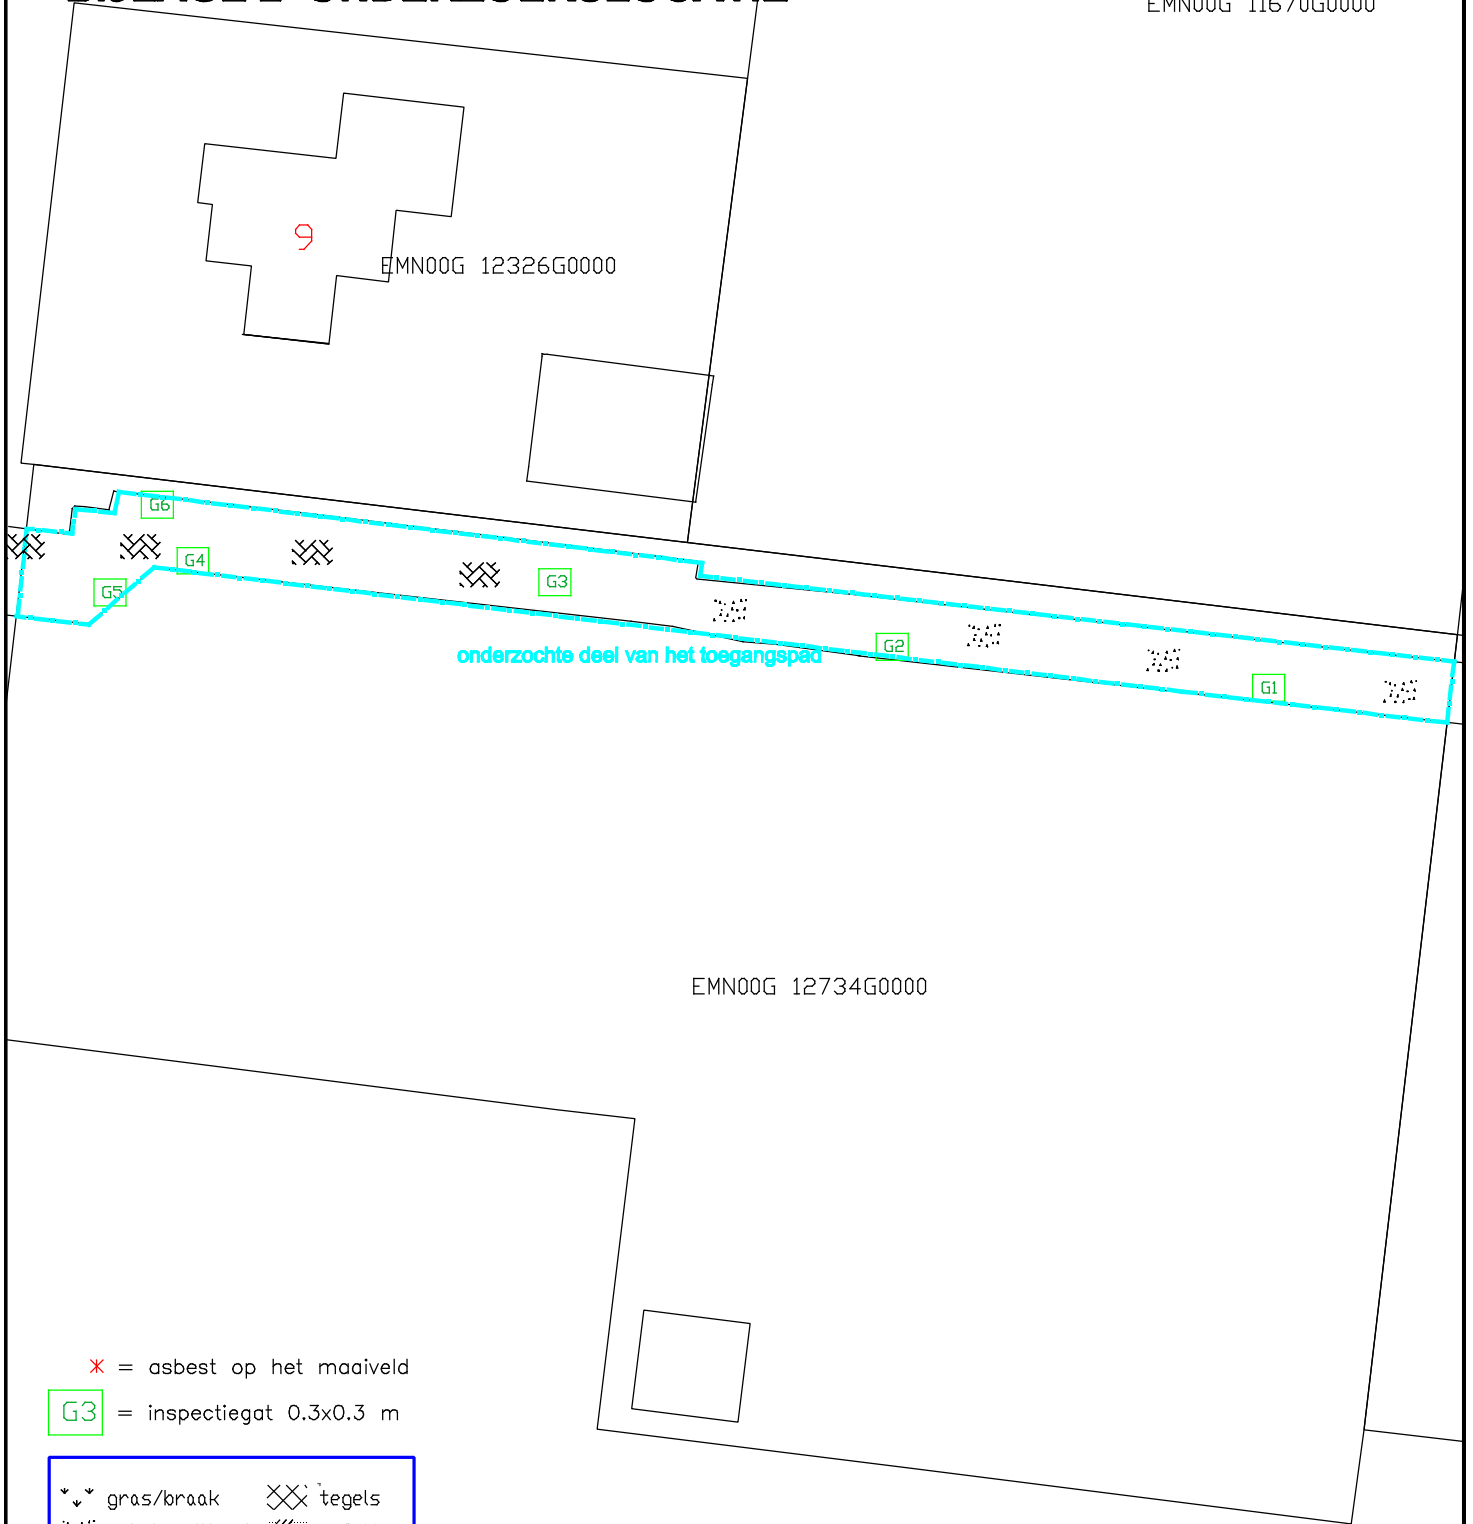 EMN00G 11670G0000
9
EMN00G 12326G0000
G6
G4
G5
G3
G2
G1
onderzochte deel van het toegangspad
EMN00G 12734G0000
* = asbest op het maaiveld
G3 = inspectiegat 0.3x0.3 m
gras/braak tegels